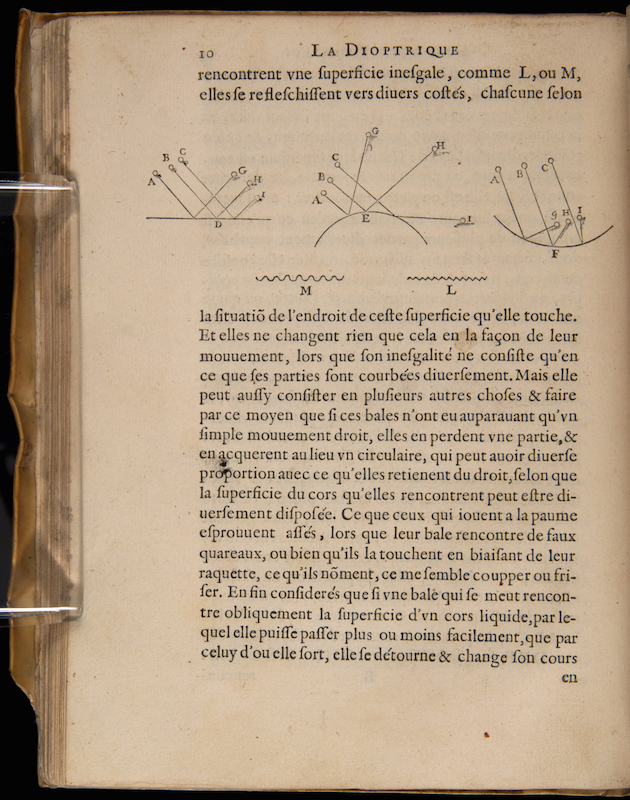 10 LA DIOPTRIQUE
rencontrent vne ſuperficie ineſgale, comme L, ou M,
elles ſe refleſchiſſent vers diuers coſtés, chaſcune ſelon
A B C G H I D
A B C G H I E
A B C g H I F
M L
la ſituatiõ de l'endroit de ceſte ſuperficie qu'elle touche.
Et elles ne changent rien que cela en la façon de leur
mouuement, lors que ſon ineſgalité ne conſiſte qu'en
ce que ſes parties ſont courbées diuerſement. Mais elle
peut auſſy conſiſter en pluſieurs autres choſes & faire
par ce moyen que ſi ces bales n'ont eu auparauant qu'vn
ſimple mouuement droit, elles en perdent vne partie, &
en acquerent au lieu vn circulaire, qui peut auoir diuerſe
proportion auec ce qu'elles retienent du droit, ſelon que
la ſuperficie du cors qu'elles rencontrent peut eſtre di-
uerſement diſpoſée. Ce que ceux qui iouent a la paume
eſprouuent aſſés, lors que leur bale rencontre de faux
quareaux, ou bien qu'ils la touchent en biaiſant de leur
raquette, ce qu'ils nõment, ce me ſemble coupper ou fri-
ſer. En fin conſiderés que ſi vne bale qui ſe meut rencon-
tre obliquement la ſuperficie d'vn cors liquide, par le-
quel elle puiſſe paſſer plus ou moins facilement, que par
celuy d'ou elle ſort, elle ſe détourne & change ſon cours
en